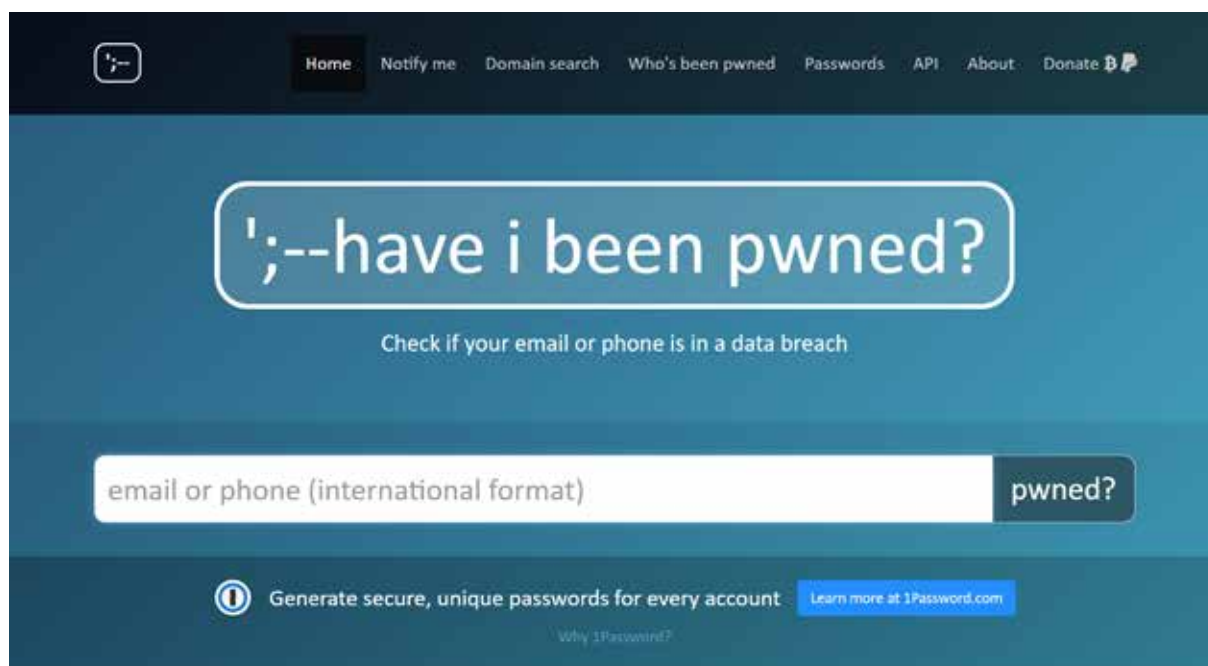 ';--
Home Notify me Domain search Who's been pwned Passwords API About Donate
';--have i been pwned?
Check if your email or phone is in a data breach
email or phone (international format) pwned?
Generate secure, unique passwords for every account Learn more at 1Password.com
Why 1Password?